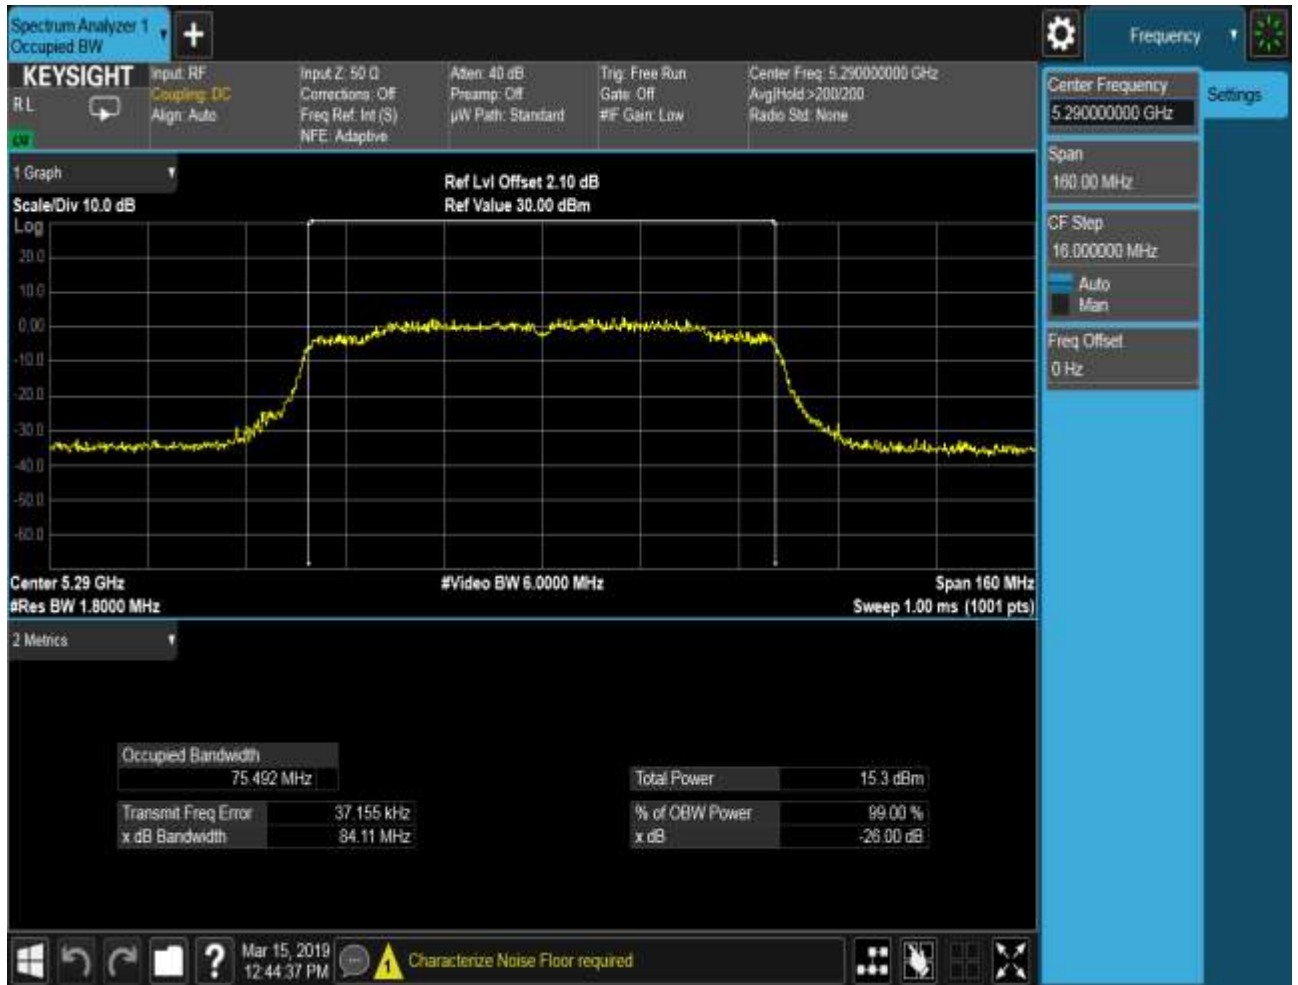 Spectrum Analyzer 1
Occupied BW
Frequency
KEYSIGHT
Input: RF
Input Z: 50 Ω
Atten: 40 dB
Trig: Free Run
Center Freq: 5.290000000 GHz
R L
Coupling: DC
Corrections: Off
Preamp: Off
Gate: Off
Avg|Hold:>200/200
Align: Auto
Freq Ref: Int (S)
µW Path: Standard
#IF Gain: Low
Radio Std: None
NFE: Adaptive
Center Frequency
5.290000000 GHz
Settings
Span
160.00 MHz
CF Step
16.000000 MHz
Auto
Man
Freq Offset
0 Hz
1 Graph
Ref Lvl Offset 2.10 dB
Scale/Div 10.0 dB
Ref Value 30.00 dBm
Log
20.0
10.0
0.00
-10.0
-20.0
-30.0
-40.0
-50.0
-60.0
Center 5.29 GHz
#Video BW 6.0000 MHz
Span 160 MHz
#Res BW 1.8000 MHz
Sweep 1.00 ms (1001 pts)
2 Metrics
Occupied Bandwidth
75.492 MHz
Total Power
15.3 dBm
Transmit Freq Error
37.155 kHz
% of OBW Power
99.00 %
x dB Bandwidth
84.11 MHz
x dB
-26.00 dB
?
Mar 15, 2019
12:44:37 PM
1
Characterize Noise Floor required